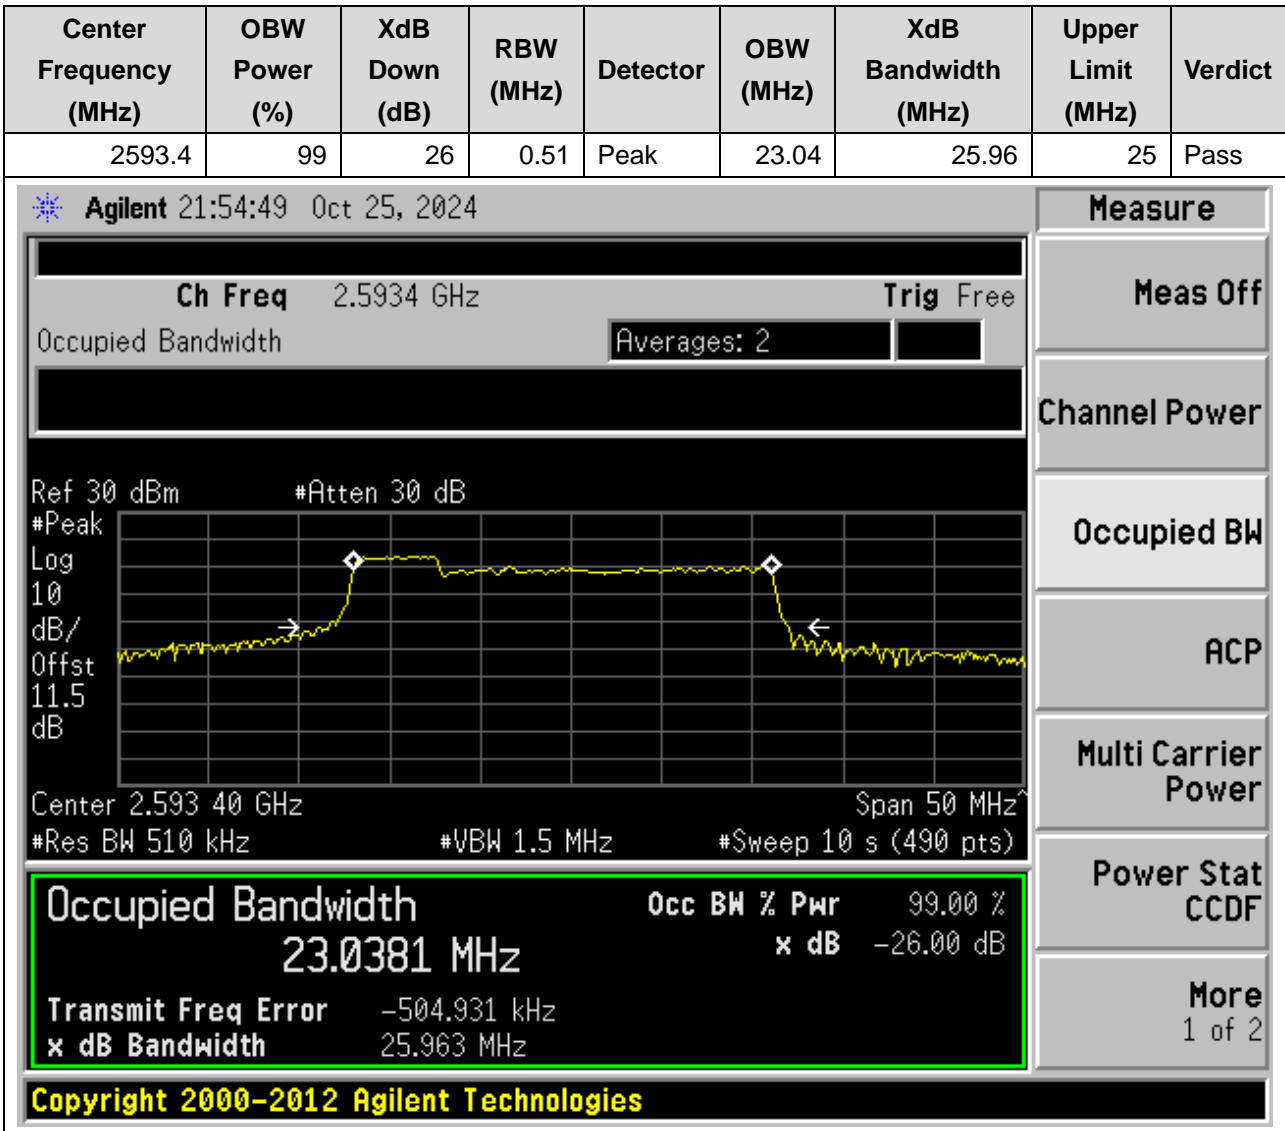 Center Frequency (MHz) OBW Power (%) XdB Down (dB) RBW (MHz) Detector OBW (MHz) XdB Bandwidth (MHz) Upper Limit (MHz) Verdict
2593.4 99 26 0.51 Peak 23.04 25.96 25 Pass
Agilent 21:54:49 Oct 25, 2024
Measure
Ch Freq 2.5934 GHz Trig Free
Occupied Bandwidth Averages: 2
Meas Off
Channel Power
Occupied BW
ACP
Multi Carrier
Power
Power Stat
CCDF
More
1 of 2
Ref 30 dBm #Atten 30 dB
#Peak
Log
10
dB/
Offst
11.5
dB
Center 2.593 40 GHz Span 50 MHz^
#Res BW 510 kHz #VBW 1.5 MHz #Sweep 10 s (490 pts)
Occupied Bandwidth Occ BW % Pwr 99.00 %
23.0381 MHz x dB -26.00 dB
Transmit Freq Error -504.931 kHz
x dB Bandwidth 25.963 MHz
Copyright 2000-2012 Agilent Technologies